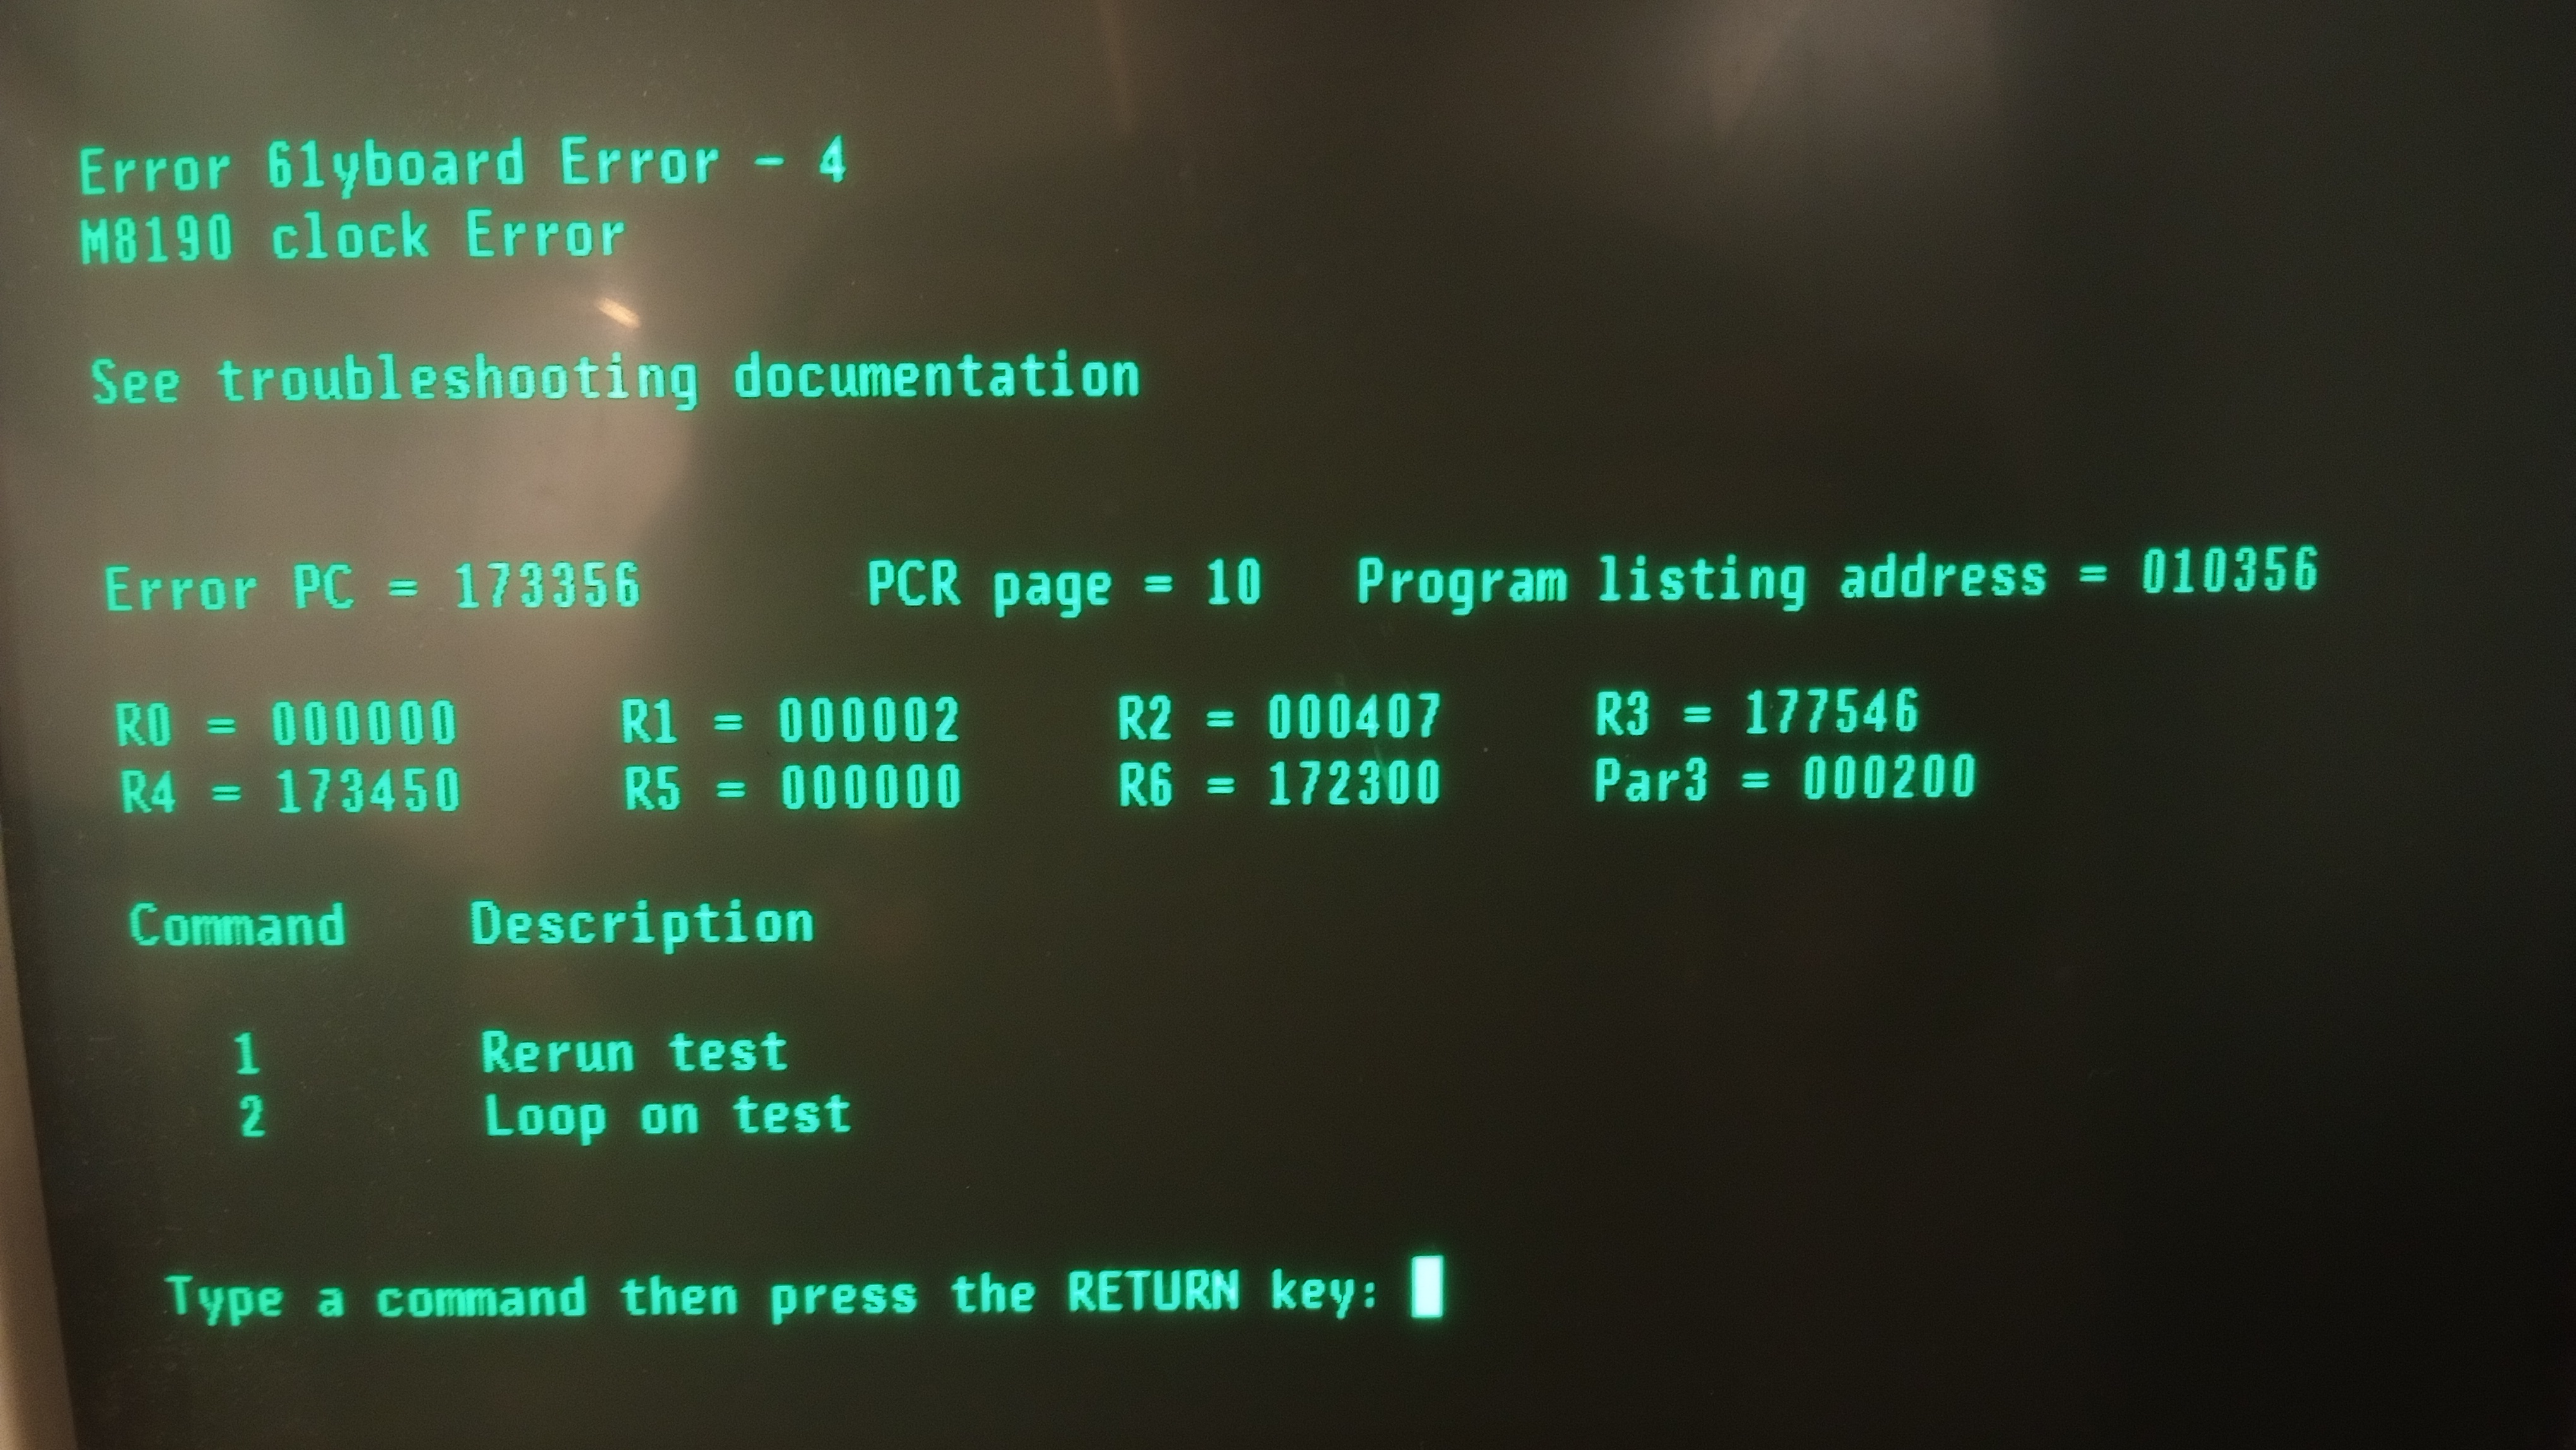 Error 61yboard Error - 4
M8190 clock Error
See troubleshooting documentation
Error PC = 173356 PCR page = 10 Program listing address = 010356
R0 = 000000 R1 = 000002 R2 = 000407 R3 = 177546
R4 = 173450 R5 = 000000 R6 = 172300 Par3 = 000200
Command Description
1 Rerun test
2 Loop on test
Type a command then press the RETURN key: